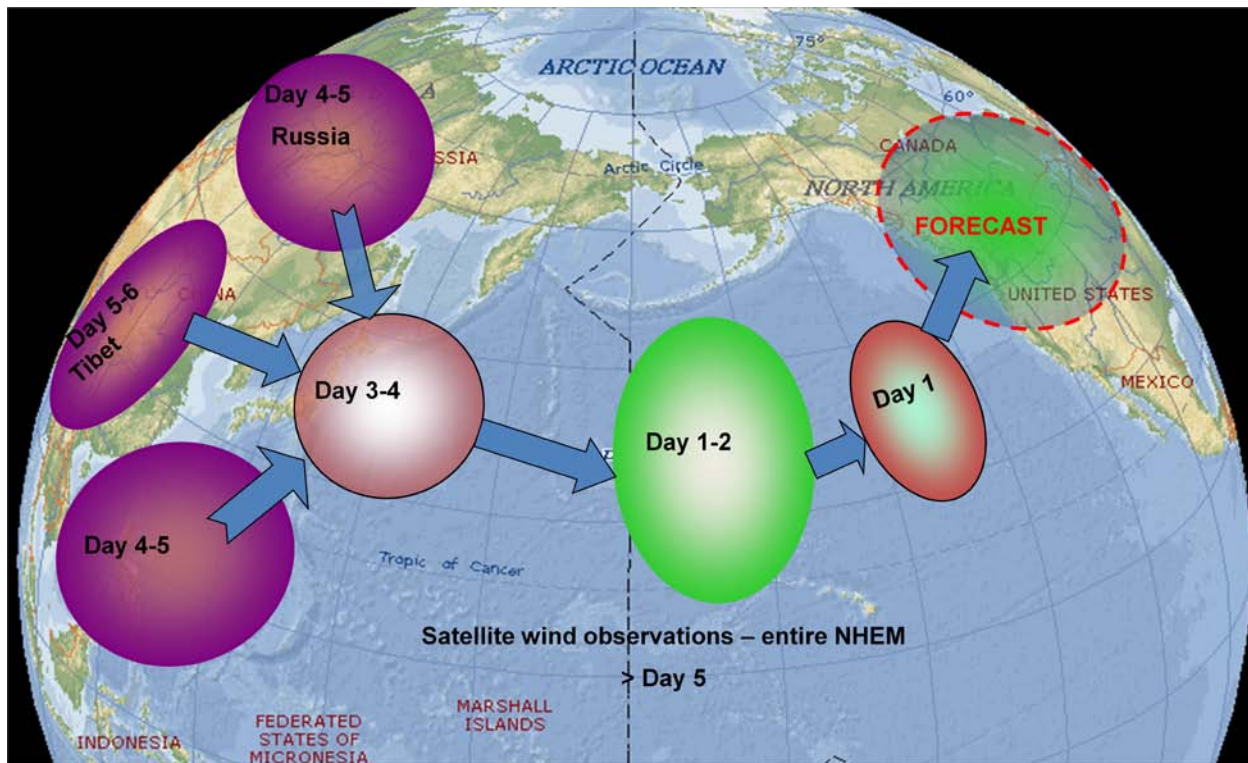 ARCTIC OCEAN
75°
60°
Day 4-5
Russia
SSIA
Arctic Circle
CANADA
NORTH AMERICA
FORECAST
UNITED STATES
MEXICO
CHINA
Day 5-6
Tibet
Day 3-4
Day 1-2
Day 1
Day 4-5
Tropic of Cancer
Satellite wind observations – entire NHEM
> Day 5
MARSHALL
ISLANDS
FEDERATED
STATES OF
MICRONESIA
INDONESIA